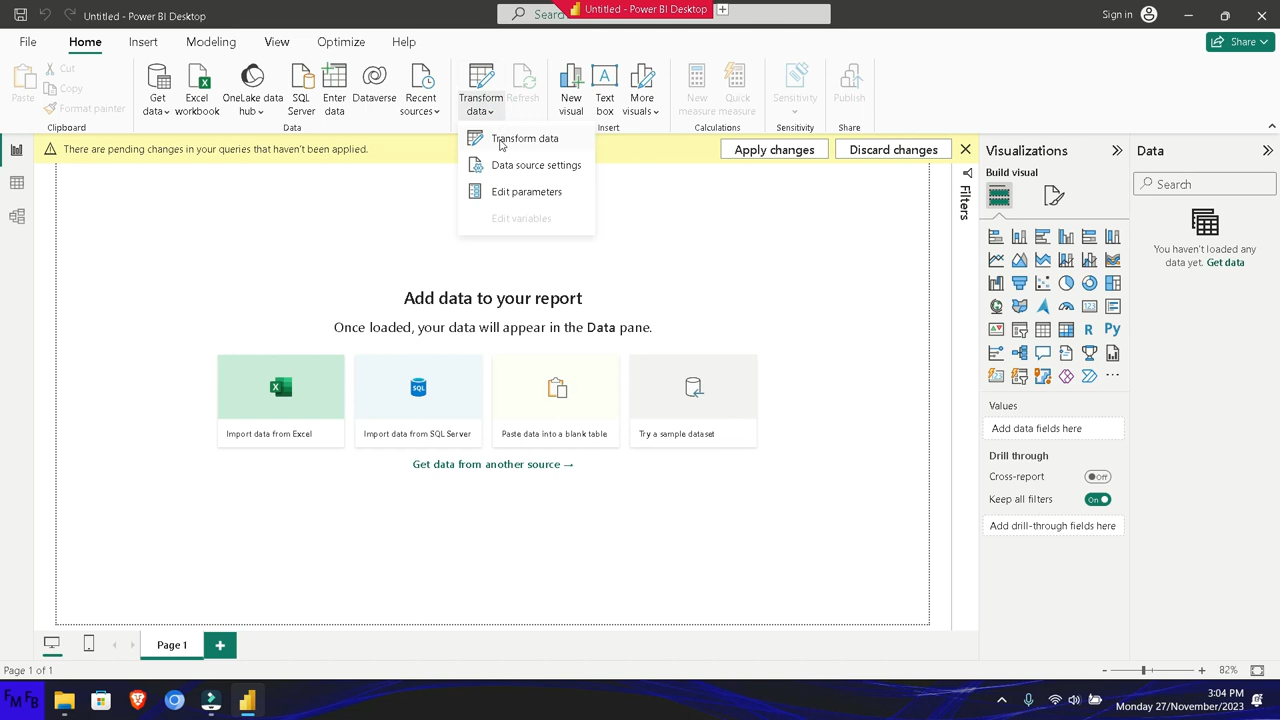 Untitled - Power BI Desktop
Search
Untitled - Power BI Desktop
Sign in
File
Home
Insert
Modeling
View
Optimize
Help
Share
Paste
Cut
Copy
Format painter
Clipboard
Get data
Excel workbook
OneLake data hub
SQL Server
Enter data
Dataverse
Recent sources
Data
Transform data
Refresh
New visual
Text box
More visuals
Insert
New measure
Quick measure
Calculations
Sensitivity
Sensitivity
Publish
Share
There are pending changes in your queries that haven't been applied.
Apply changes
Discard changes
Transform data
Data source settings
Edit parameters
Edit variables
Filters
Visualizations
Build visual
R
Py
123
Values
Add data fields here
Drill through
Cross-report
Off
Keep all filters
On
Add drill-through fields here
Data
Search
You haven't loaded any
data yet. Get data
Add data to your report
Once loaded, your data will appear in the Data pane.
SQL
Import data from Excel
Import data from SQL Server
Paste data into a blank table
Try a sample dataset
Get data from another source →
Page 1
Page 1 of 1
82%
FMFB
3:04 PM
Monday 27/November/2023